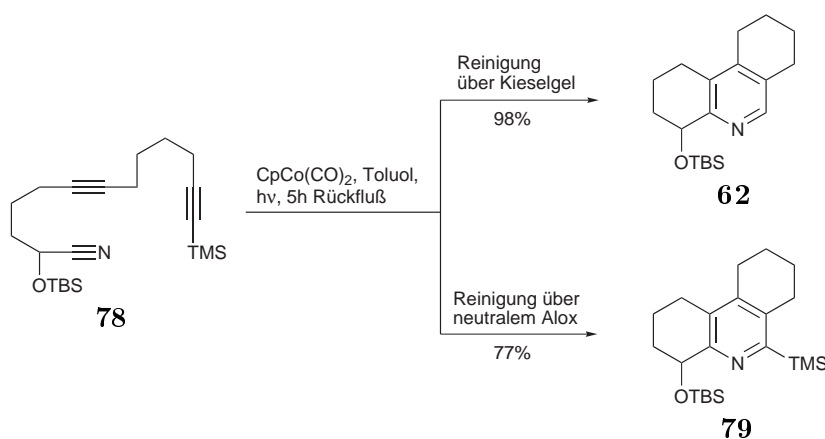 Reinigung
über Kieselgel
98%
N
OTBS
62
CpCo(CO)2, Toluol,
hν, 5h Rückfluß
N
OTBS
TMS
78
Reinigung über
neutralem Alox
77%
N
TMS
OTBS
79